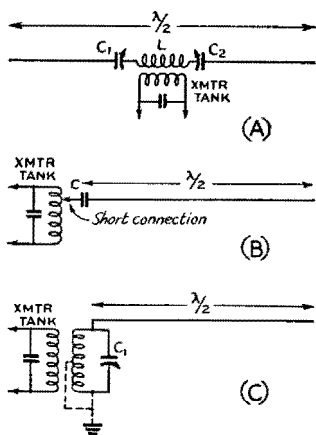 λ/2
C₁ L C₂
XMTR
TANK
(A)
XMTR
TANK
C λ/2
Short connection
(B)
λ/2
XMTR
TANK
C₁
(C)